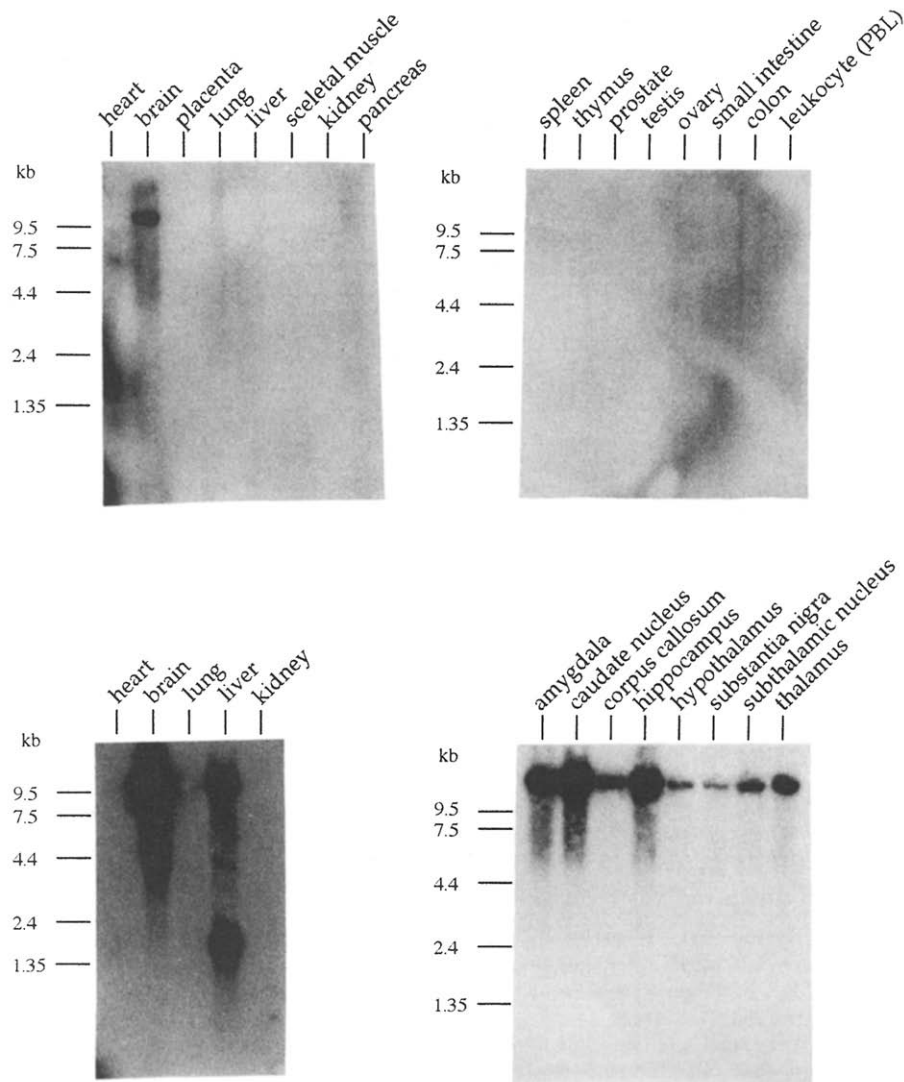 heart
brain
placenta
lung
liver
sceletal muscle
kidney
pancreas
kb
9.5
7.5
4.4
2.4
1.35
spleen
thymus
prostate
testis
ovary
small intestine
colon
leukocyte (PBL)
kb
9.5
7.5
4.4
2.4
1.35
heart
brain
lung
liver
kidney
kb
9.5
7.5
4.4
2.4
1.35
amygdala
caudate nucleus
corpus callosum
hippocampus
hypothalamus
substantia nigra
subthalamic nucleus
thalamus
kb
9.5
7.5
4.4
2.4
1.35